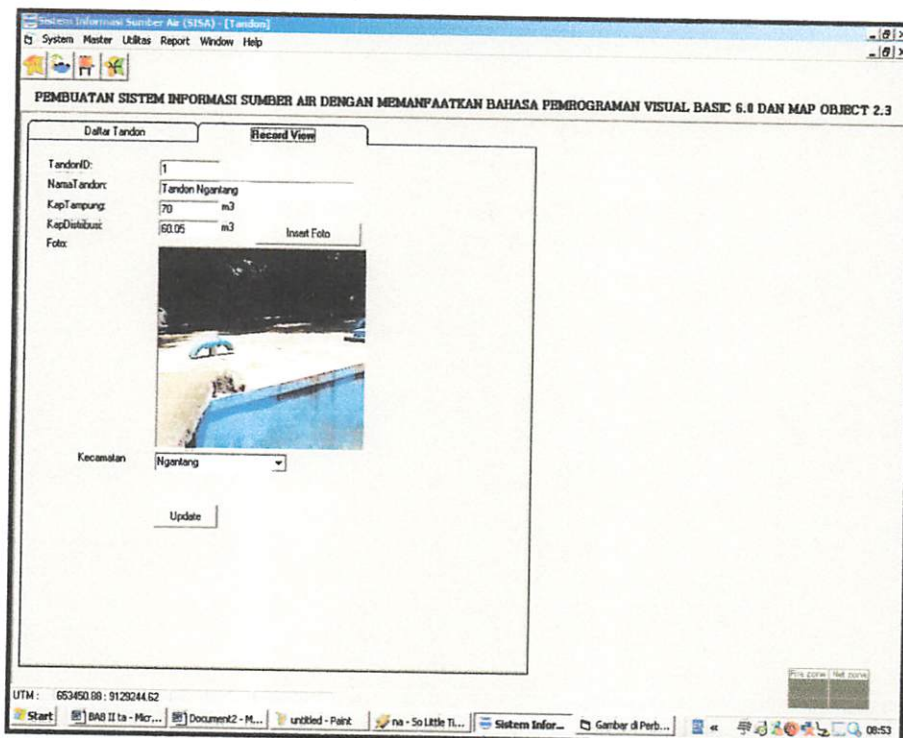 Sistem Informasi Sumber Air (SISA) - [Tandon]
System Master Utilitas Report Window Help
PEMBUATAN SISTEM INFORMASI SUMBER AIR DENGAN MEMANFAATKAN BAHASA PEMROGRAMAN VISUAL BASIC 6.0 DAN MAP OBJECT 2.3
Daftar Tandon Record View
TandonID: 1
NamaTandon: Tandon Ngantang
KapTampung: 70 m3
KapDistribusi: 60.05 m3
Insert Foto
Foto:
Kecamatan Ngantang
Update
Fire zone Net zone
UTM : 653450.88 : 9129244.62
Start BAB II ta - Micr... Document2 - M... untitled - Paint na - So Little Ti... Sistem Infor... Gambar di Perb... « 08:53